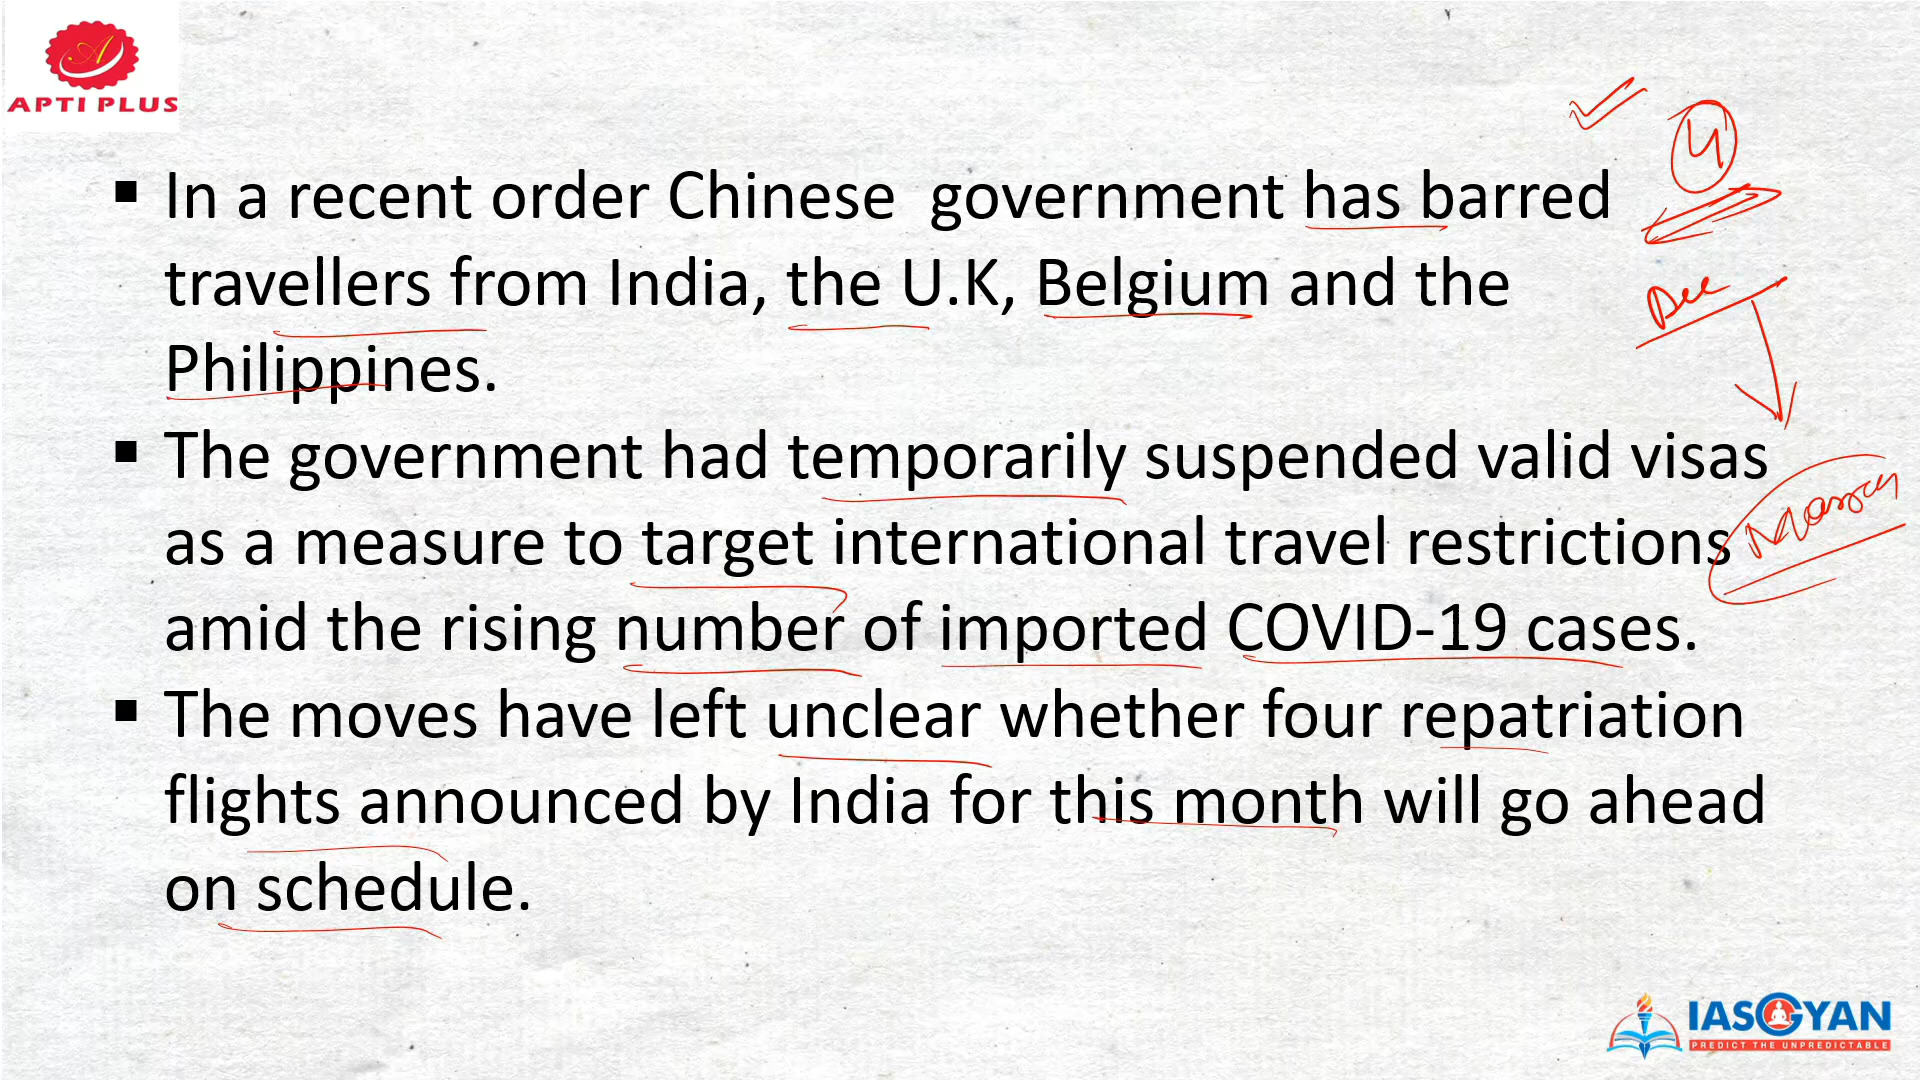 APTI PLUS
▪ In a recent order Chinese government has barred
travellers from India, the U.K, Belgium and the
Philippines.
▪ The government had temporarily suspended valid visas
as a measure to target international travel restrictions
amid the rising number of imported COVID-19 cases.
▪ The moves have left unclear whether four repatriation
flights announced by India for this month will go ahead
on schedule.
4
Dec
IASGYAN
PREDICT THE UNPREDICTABLE